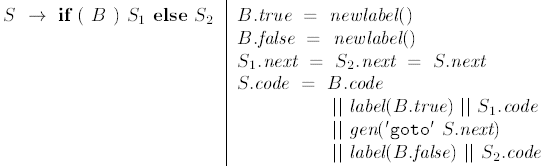 S → if ( B ) S₁ else S₂
B.true = newlabel()
B.false = newlabel()
S₁.next = S₂.next = S.next
S.code = B.code
|| label(B.true) || S₁.code
|| gen('goto' S.next)
|| label(B.false) || S₂.code